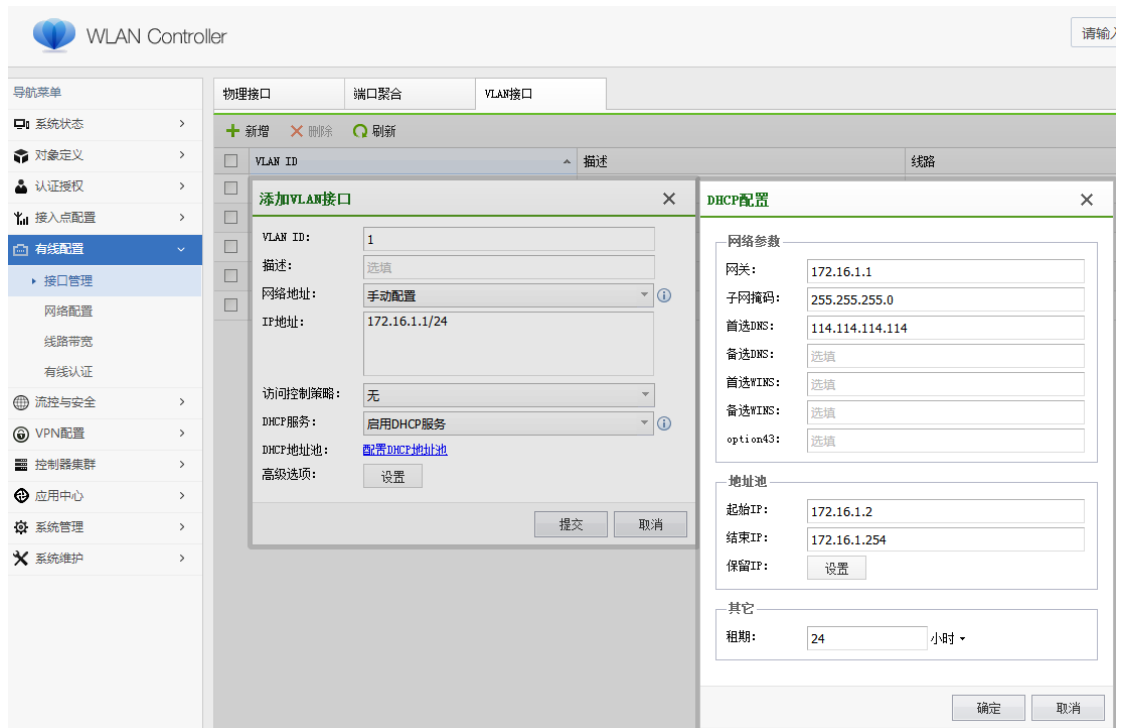 WLAN Controller
请输入
导航菜单
系统状态
对象定义
认证授权
接入点配置
有线配置
接口管理
网络配置
线路带宽
有线认证
流控与安全
VPN配置
控制器集群
应用中心
系统管理
系统维护
物理接口 端口聚合 VLAN接口
新增 删除 刷新
VLAN ID 描述 线路
添加VLAN接口
VLAN ID: 1
描述: 选填
网络地址: 手动配置
IP地址: 172.16.1.1/24
访问控制策略: 无
DHCP服务: 启用DHCP服务
DHCP地址池: 配置DHCP地址池
高级选项: 设置
提交 取消
DHCP配置
网络参数
网关: 172.16.1.1
子网掩码: 255.255.255.0
首选DNS: 114.114.114.114
备选DNS: 选填
首选WINS: 选填
备选WINS: 选填
option43: 选填
地址池
起始IP: 172.16.1.2
结束IP: 172.16.1.254
保留IP: 设置
其它
租期: 24 小时
确定 取消